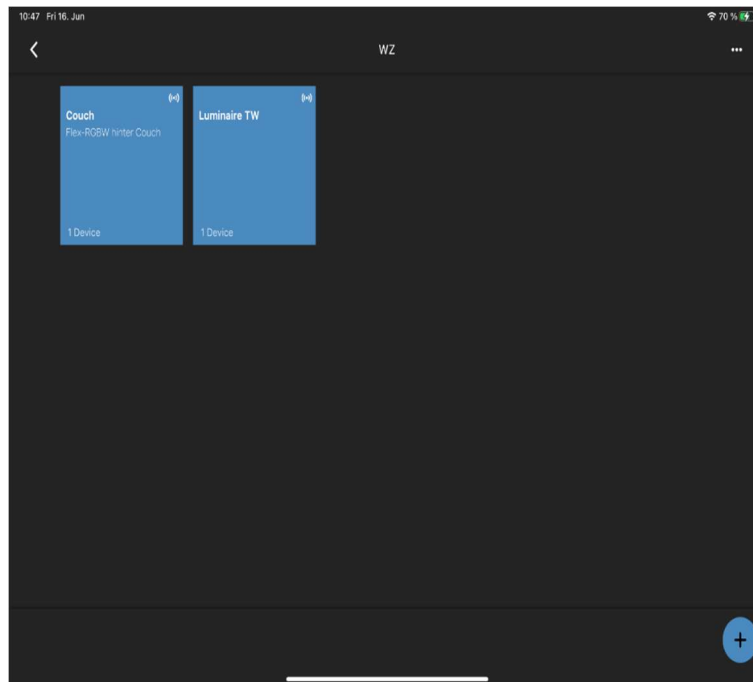 10:47 Fri 16. Jun 70 %
WZ
Couch
Flex-RGBW hinter Couch
1 Device
Luminaire TW
1 Device